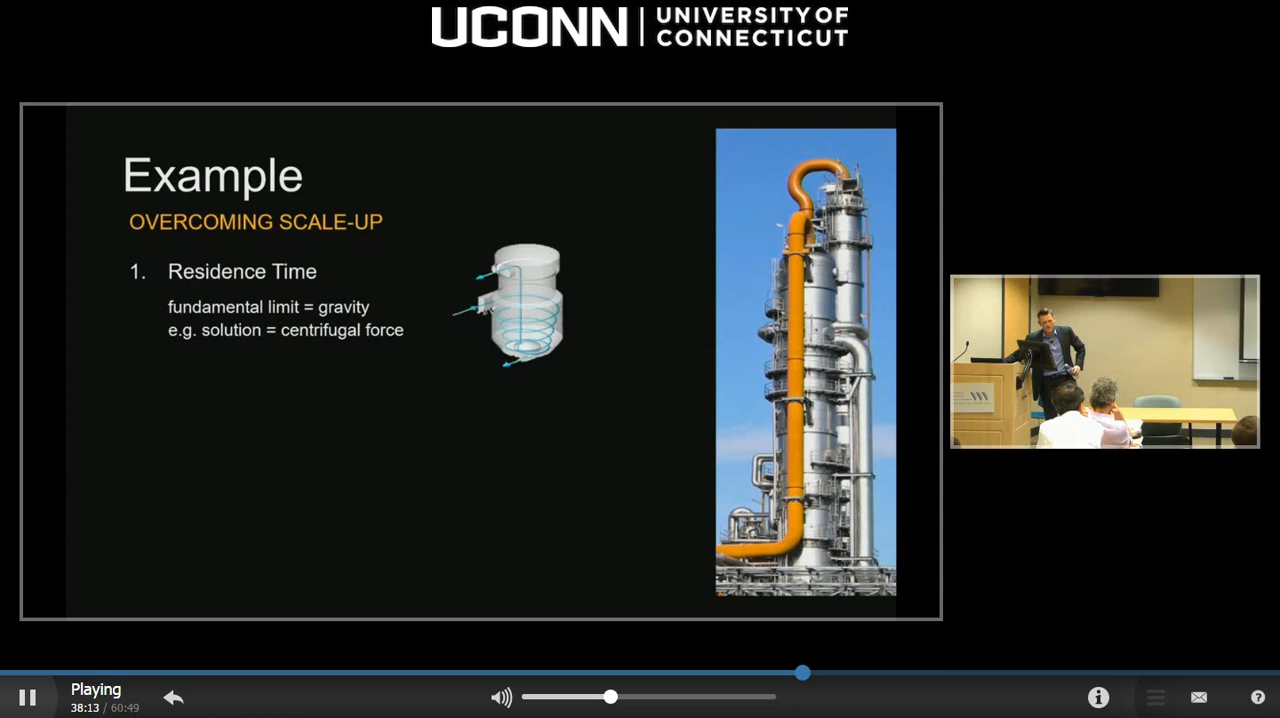 UCONN
UNIVERSITY OF
CONNECTICUT
Example
OVERCOMING SCALE-UP
1. Residence Time
fundamental limit = gravity
e.g. solution = centrifugal force
Playing
38:13 / 60:49